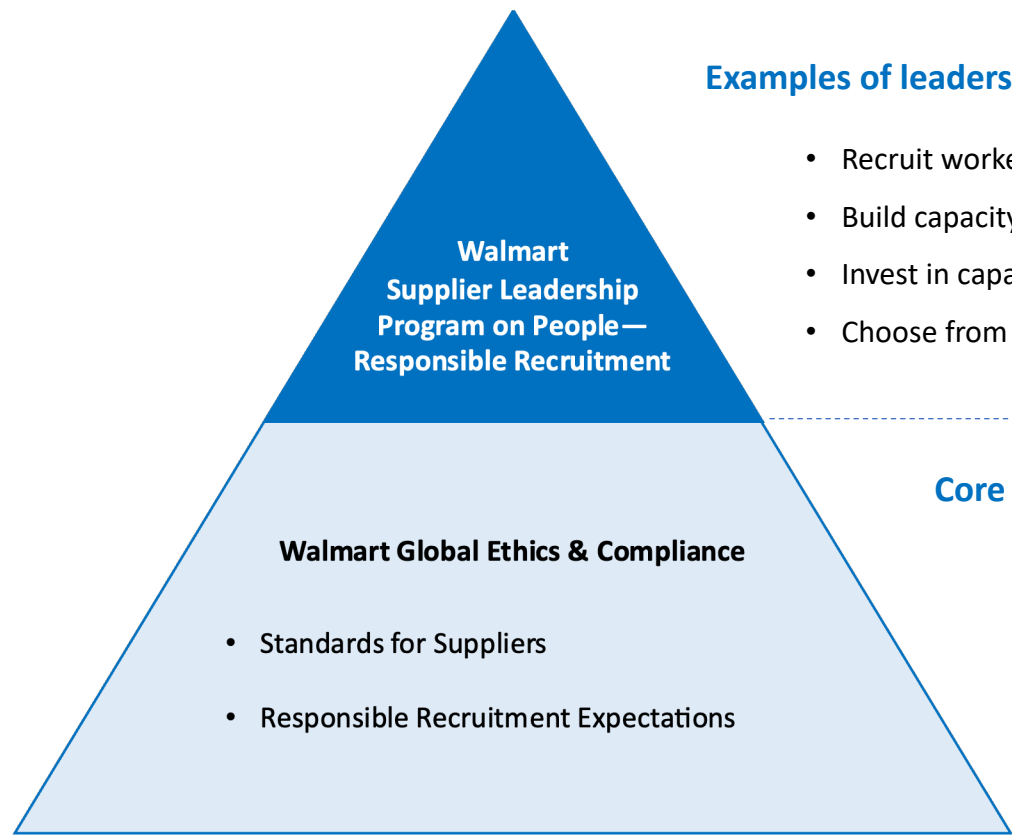 Examples of leaders
• Recruit worke
• Build capacity
• Invest in capa
• Choose from
Walmart
Supplier Leadership
Program on People—
Responsible Recruitment
Core
Walmart Global Ethics & Compliance
• Standards for Suppliers
• Responsible Recruitment Expectations